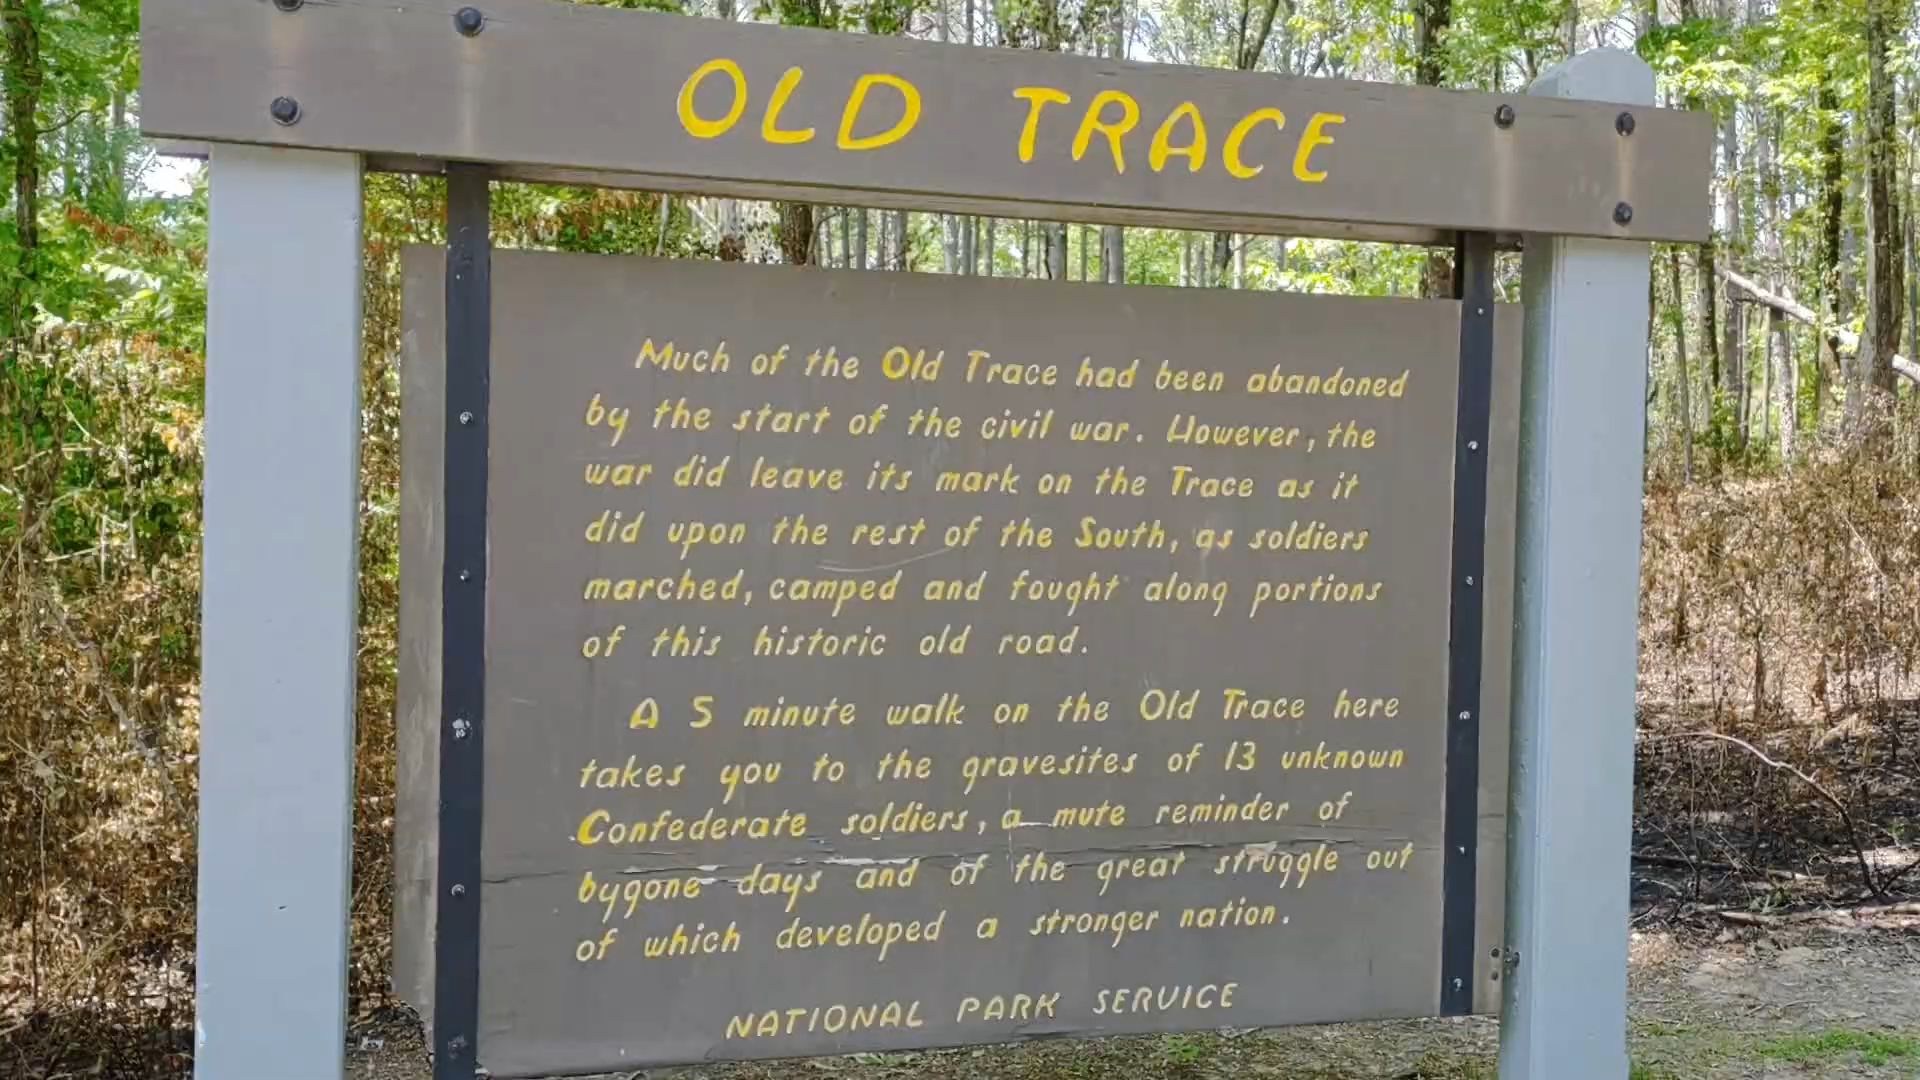 OLD TRACE
Much of the Old Trace had been abandoned
by the start of the civil war. However, the
war did leave its mark on the Trace as it
did upon the rest of the South, as soldiers
marched, camped and fought along portions
of this historic old road.
A 5 minute walk on the Old Trace here
takes you to the gravesites of 13 unknown
Confederate soldiers, a mute reminder of
bygone days and of the great struggle out
of which developed a stronger nation.
NATIONAL PARK SERVICE